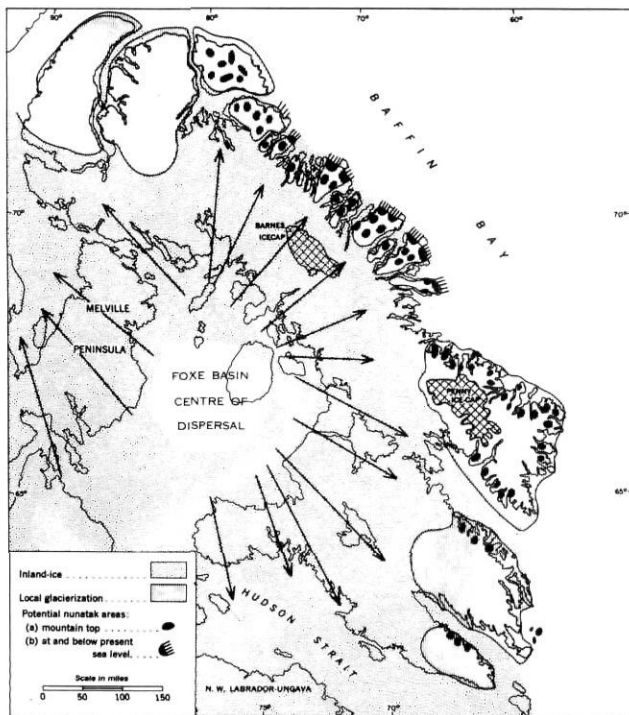 90°
80°
70°
60°
BAFFIN BAY
70°
70°
BARNES
ICECAP
MELVILLE
PENINSULA
FOXE BASIN
CENTRE OF
DISPERSAL
PENNY
ICE CAP
65°
65°
HUDSON STRAIT
N. W. LABRADOR-UNGAVA
75°
70°
Inland-ice
Local glacierization
Potential nunatak areas:
(a) mountain top
(b) at and below present
sea level
Scale in miles
0 50 100 150